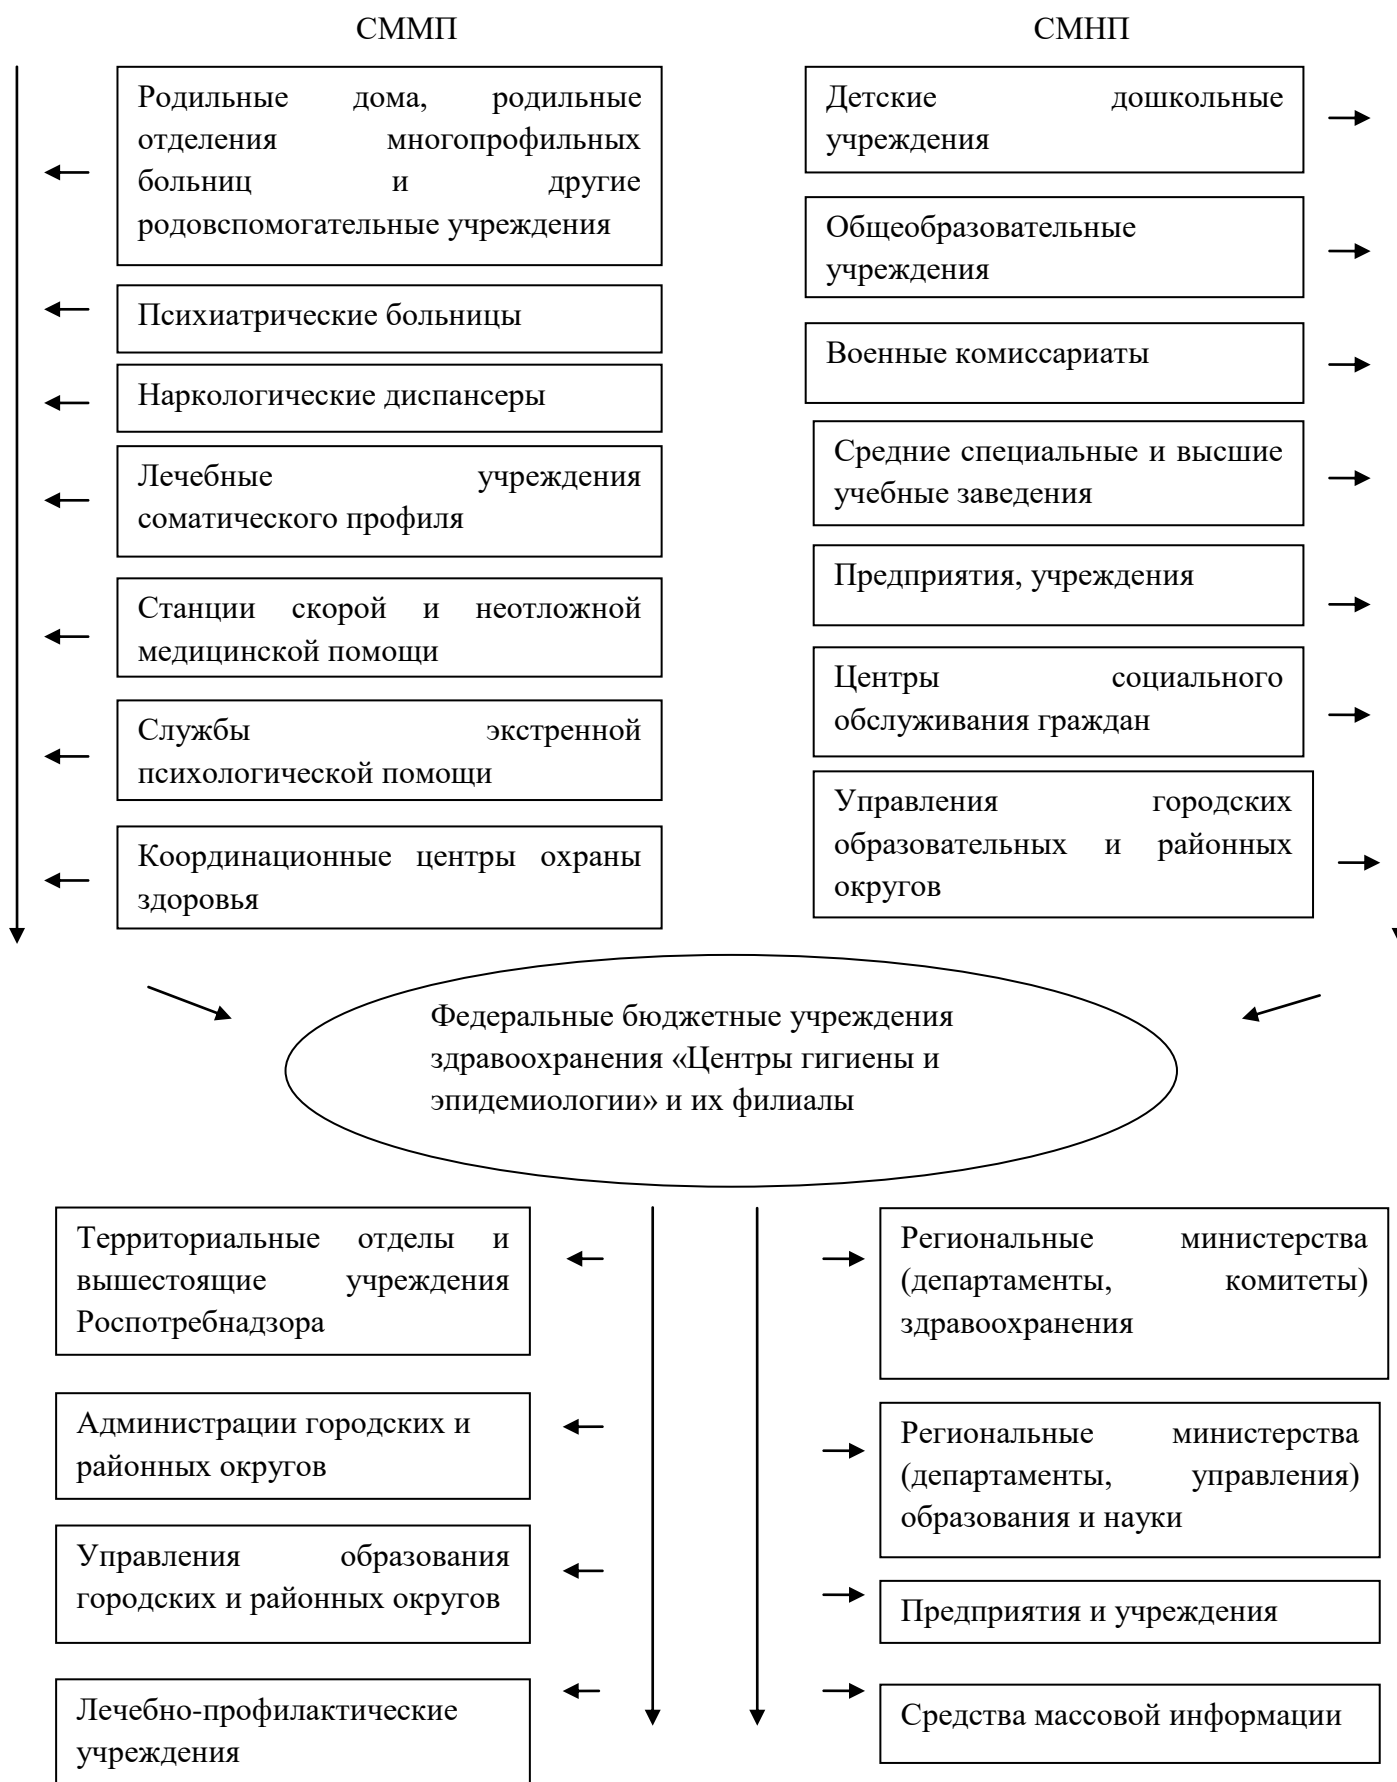 СММП
Родильные дома, родильные
отделения многопрофильных
больниц и другие
родовспомогательные учреждения
Психиатрические больницы
Наркологические диспансеры
Лечебные учреждения
соматического профиля
Станции скорой и неотложной
медицинской помощи
Службы экстренной
психологической помощи
Координационные центры охраны
здоровья
СМНП
Детские дошкольные
учреждения
Общеобразовательные
учреждения
Военные комиссариаты
Средние специальные и высшие
учебные заведения
Предприятия, учреждения
Центры социального
обслуживания граждан
Управления городских
образовательных и районных
округов
Федеральные бюджетные учреждения
здравоохранения «Центры гигиены и
эпидемиологии» и их филиалы
Территориальные отделы и
вышестоящие учреждения
Роспотребнадзора
Администрации городских и
районных округов
Управления образования
городских и районных округов
Лечебно-профилактические
учреждения
Региональные министерства
(департаменты, комитеты)
здравоохранения
Региональные министерства
(департаменты, управления)
образования и науки
Предприятия и учреждения
Средства массовой информации